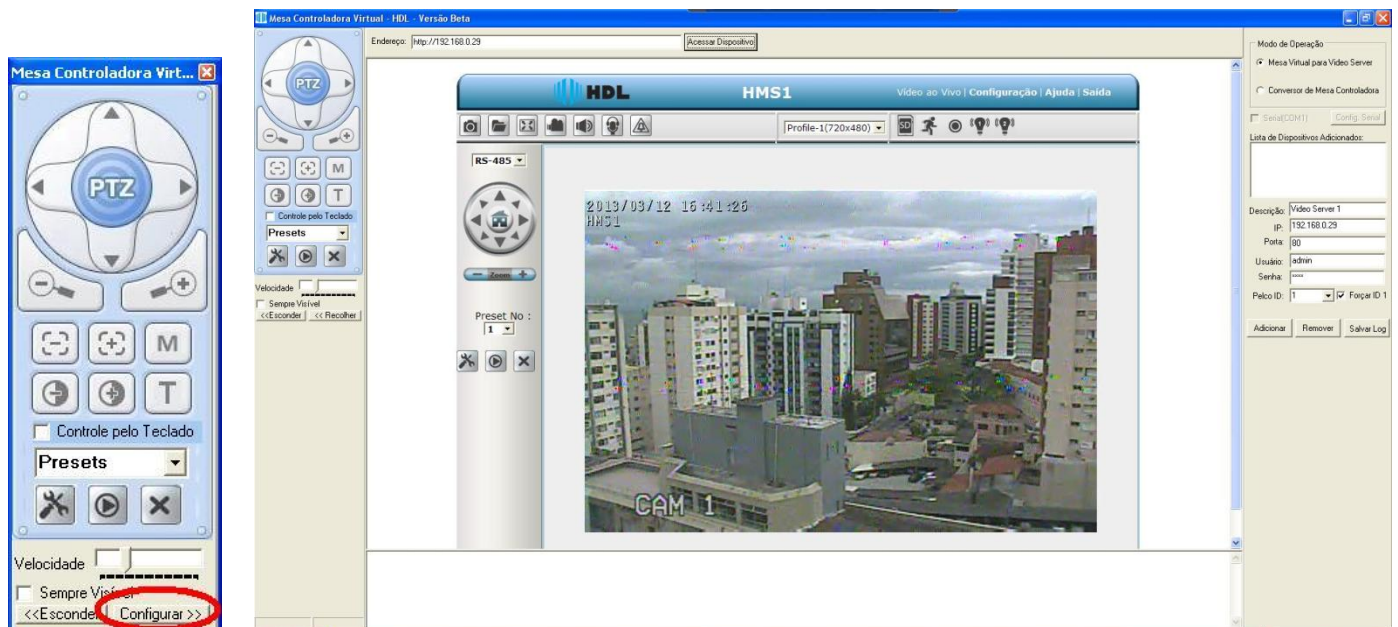 Mesa Controladora Virt...
PTZ
M
T
Controle pelo Teclado
Presets
Velocidade
Sempre Visível
<<Esconder
Configurar >>
Mesa Controladora Virtual - HDL - Versão Beta
PTZ
M
T
Controle pelo Teclado
Presets
Velocidade
Sempre Visível
<<Esconder
<< Recolher
Endereço: http://192.168.0.29 Acessar Dispositivo
HDL HMS1 Vídeo ao Vivo | Configuração | Ajuda | Saída
Profile-1(720x480) SD
RS-485
Zoom
Preset No :
1
2013/03/12 16:41:26
HMS1
CAM 1
Modo de Operação
Mesa Virtual para Video Server
Conversor de Mesa Controladora
Serial(COM1) Config. Serial
Lista de Dispositivos Adicionados:
Descrição: Video Server 1
IP: 192.168.0.29
Porta: 80
Usuário: admin
Senha:
Pelco ID: 1 Forçar ID 1
Adicionar Remover Salvar Log